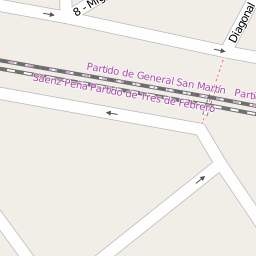 8 - Mig
Diagonal
Partido de General San Martín
Parti
Sáenz Peña Partido de Tres de Febrero